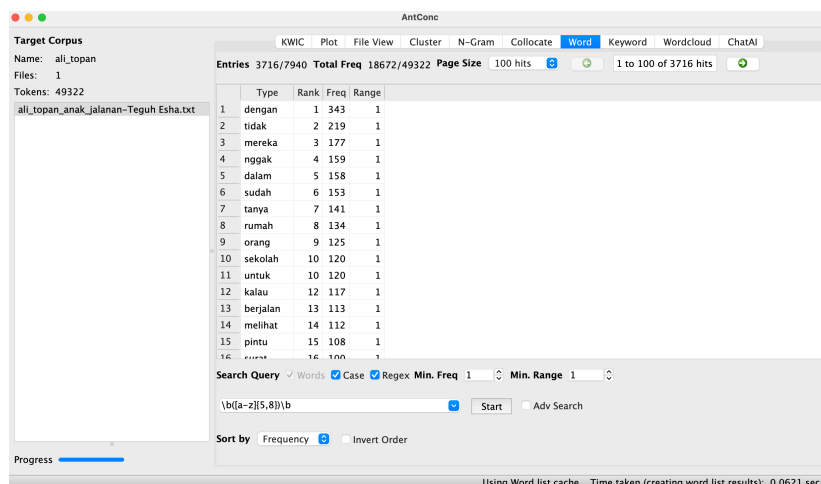 AntConc
Target Corpus
Name: ali_topan
Files: 1
Tokens: 49322
ali_topan_anak_jalanan-Teguh Esha.txt
Progress
KWIC Plot File View Cluster N-Gram Collocate Word Keyword Wordcloud ChatAI
Entries 3716/7940 Total Freq 18672/49322 Page Size 100 hits 1 to 100 of 3716 hits
Type Rank Freq Range
1 dengan 1 343 1
2 tidak 2 219 1
3 mereka 3 177 1
4 nggak 4 159 1
5 dalam 5 158 1
6 sudah 6 153 1
7 tanya 7 141 1
8 rumah 8 134 1
9 orang 9 125 1
10 sekolah 10 120 1
11 untuk 10 120 1
12 kalau 12 117 1
13 berjalan 13 113 1
14 melihat 14 112 1
15 pintu 15 108 1
16 surat 16 100 1
Search Query Words Case Regex Min. Freq 1 Min. Range 1
\b([a-z]{5,8})\b Start Adv Search
Sort by Frequency Invert Order
Using Word list cache Time taken (creating word list results): 0.0621 sec